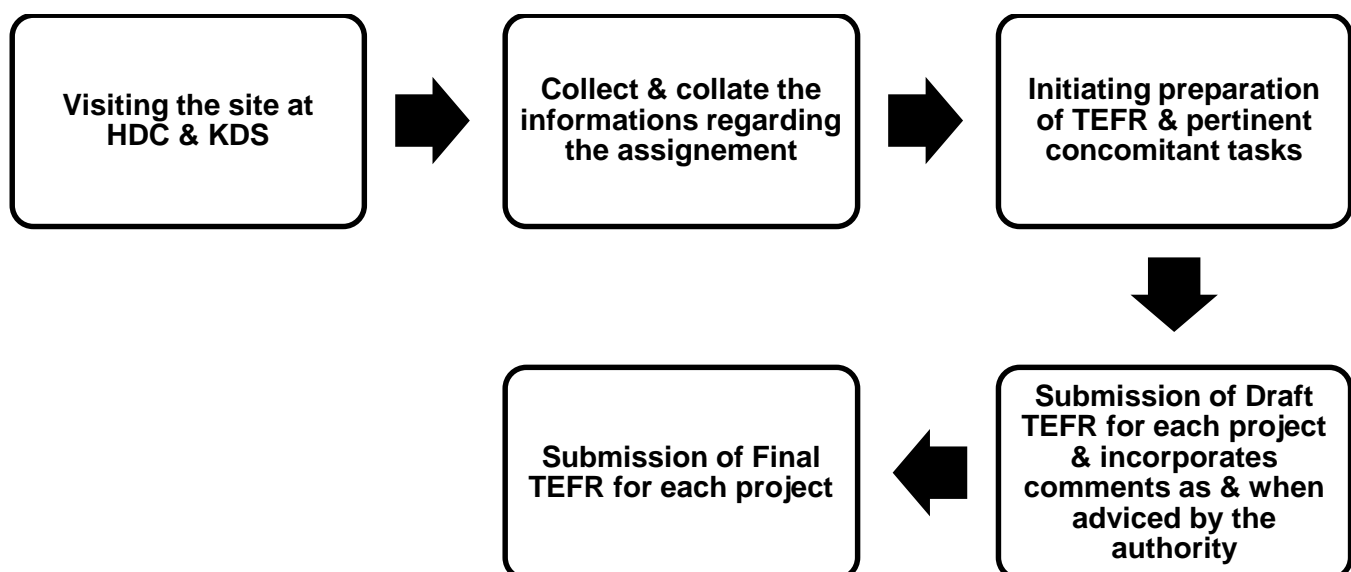 Visiting the site at
HDC & KDS
Collect & collate the
informations regarding
the assignement
Initiating preparation
of TEFR & pertinent
concomitant tasks
Submission of Draft
TEFR for each project
& incorporates
comments as & when
adviced by the
authority
Submission of Final
TEFR for each project